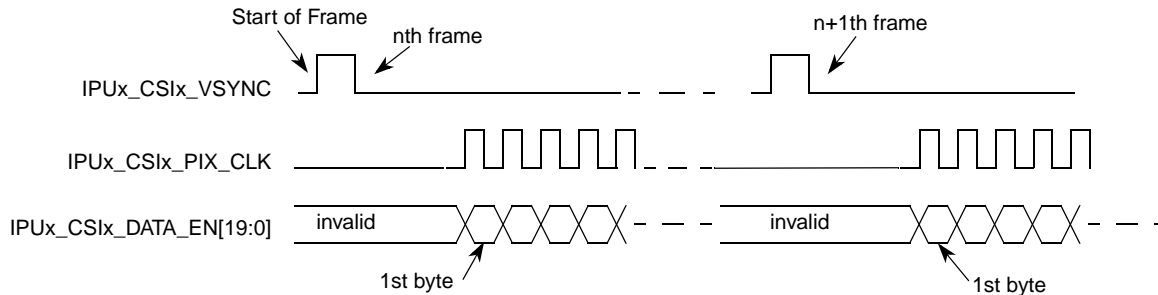 Start of Frame
nth frame
n+1th frame
IPUx_CSIx_VSYNC
IPUx_CSIx_PIX_CLK
IPUx_CSIx_DATA_EN[19:0]
invalid
invalid
1st byte
1st byte